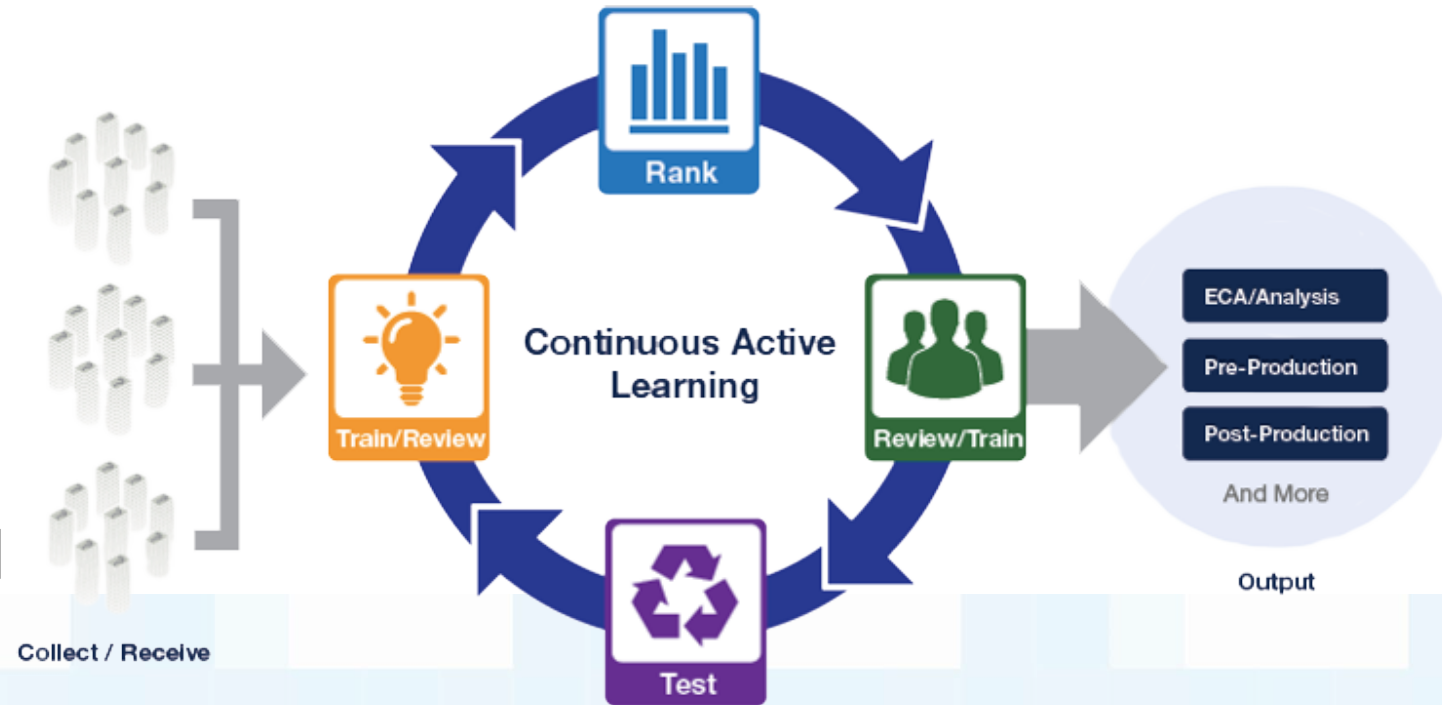 Rank
Continuous Active
Learning
Train/Review
Review/Train
Test
Collect / Receive
ECA/Analysis
Pre-Production
Post-Production
And More
Output